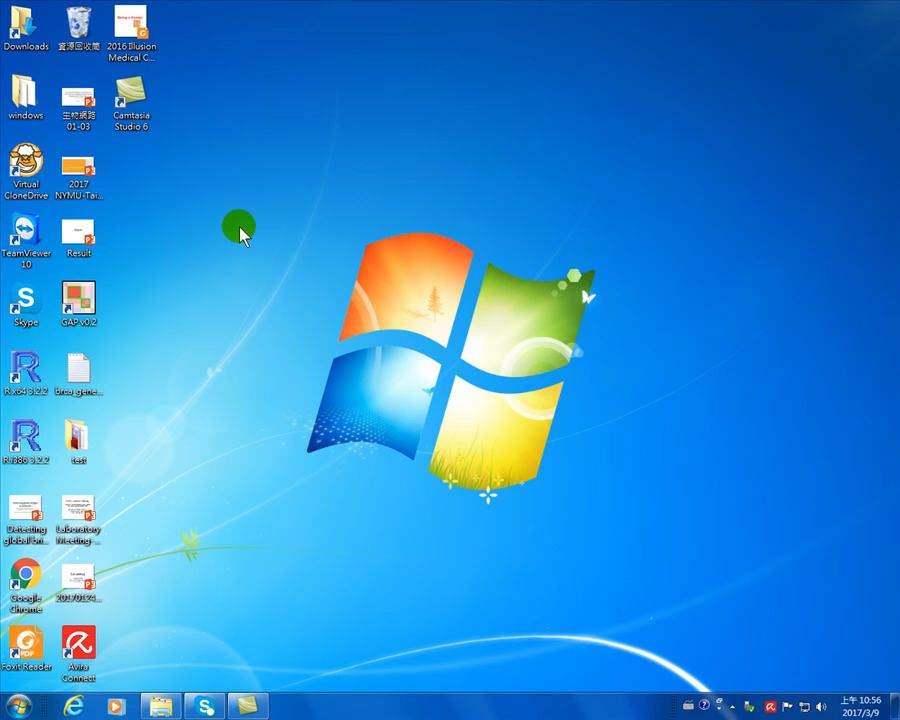 Downloads
資源回收筒
2016 Illusion
Medical C...
windows
生物網路
01-03
Camtasia
Studio 6
Virtual
CloneDrive
2017
NYMU-Tai...
TeamViewer
10
Result
Skype
GAP v0.2
R x64 3.2.2
brca_gene...
R i386 3.2.2
test
Detecting
global bri...
Laboratory
Meeting-...
Google
Chrome
20170124...
Foxit Reader
Avira
Connect
上午 10:56
2017/3/9